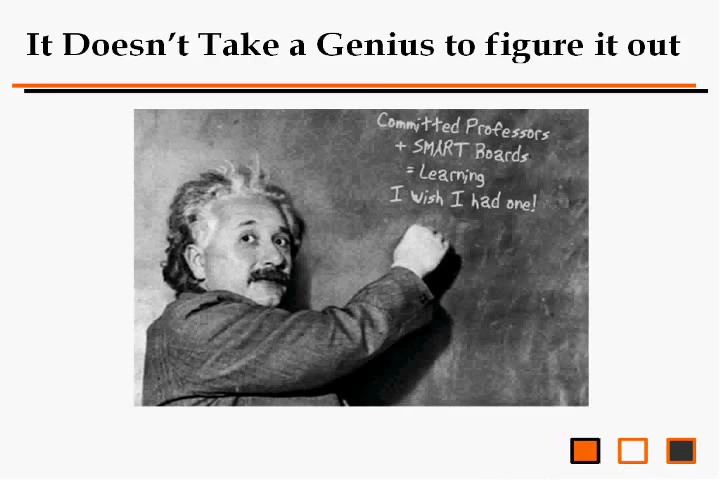 It Doesn't Take a Genius to figure it out
Committed Professors
+ SMART Boards
= Learning
I wish I had one!